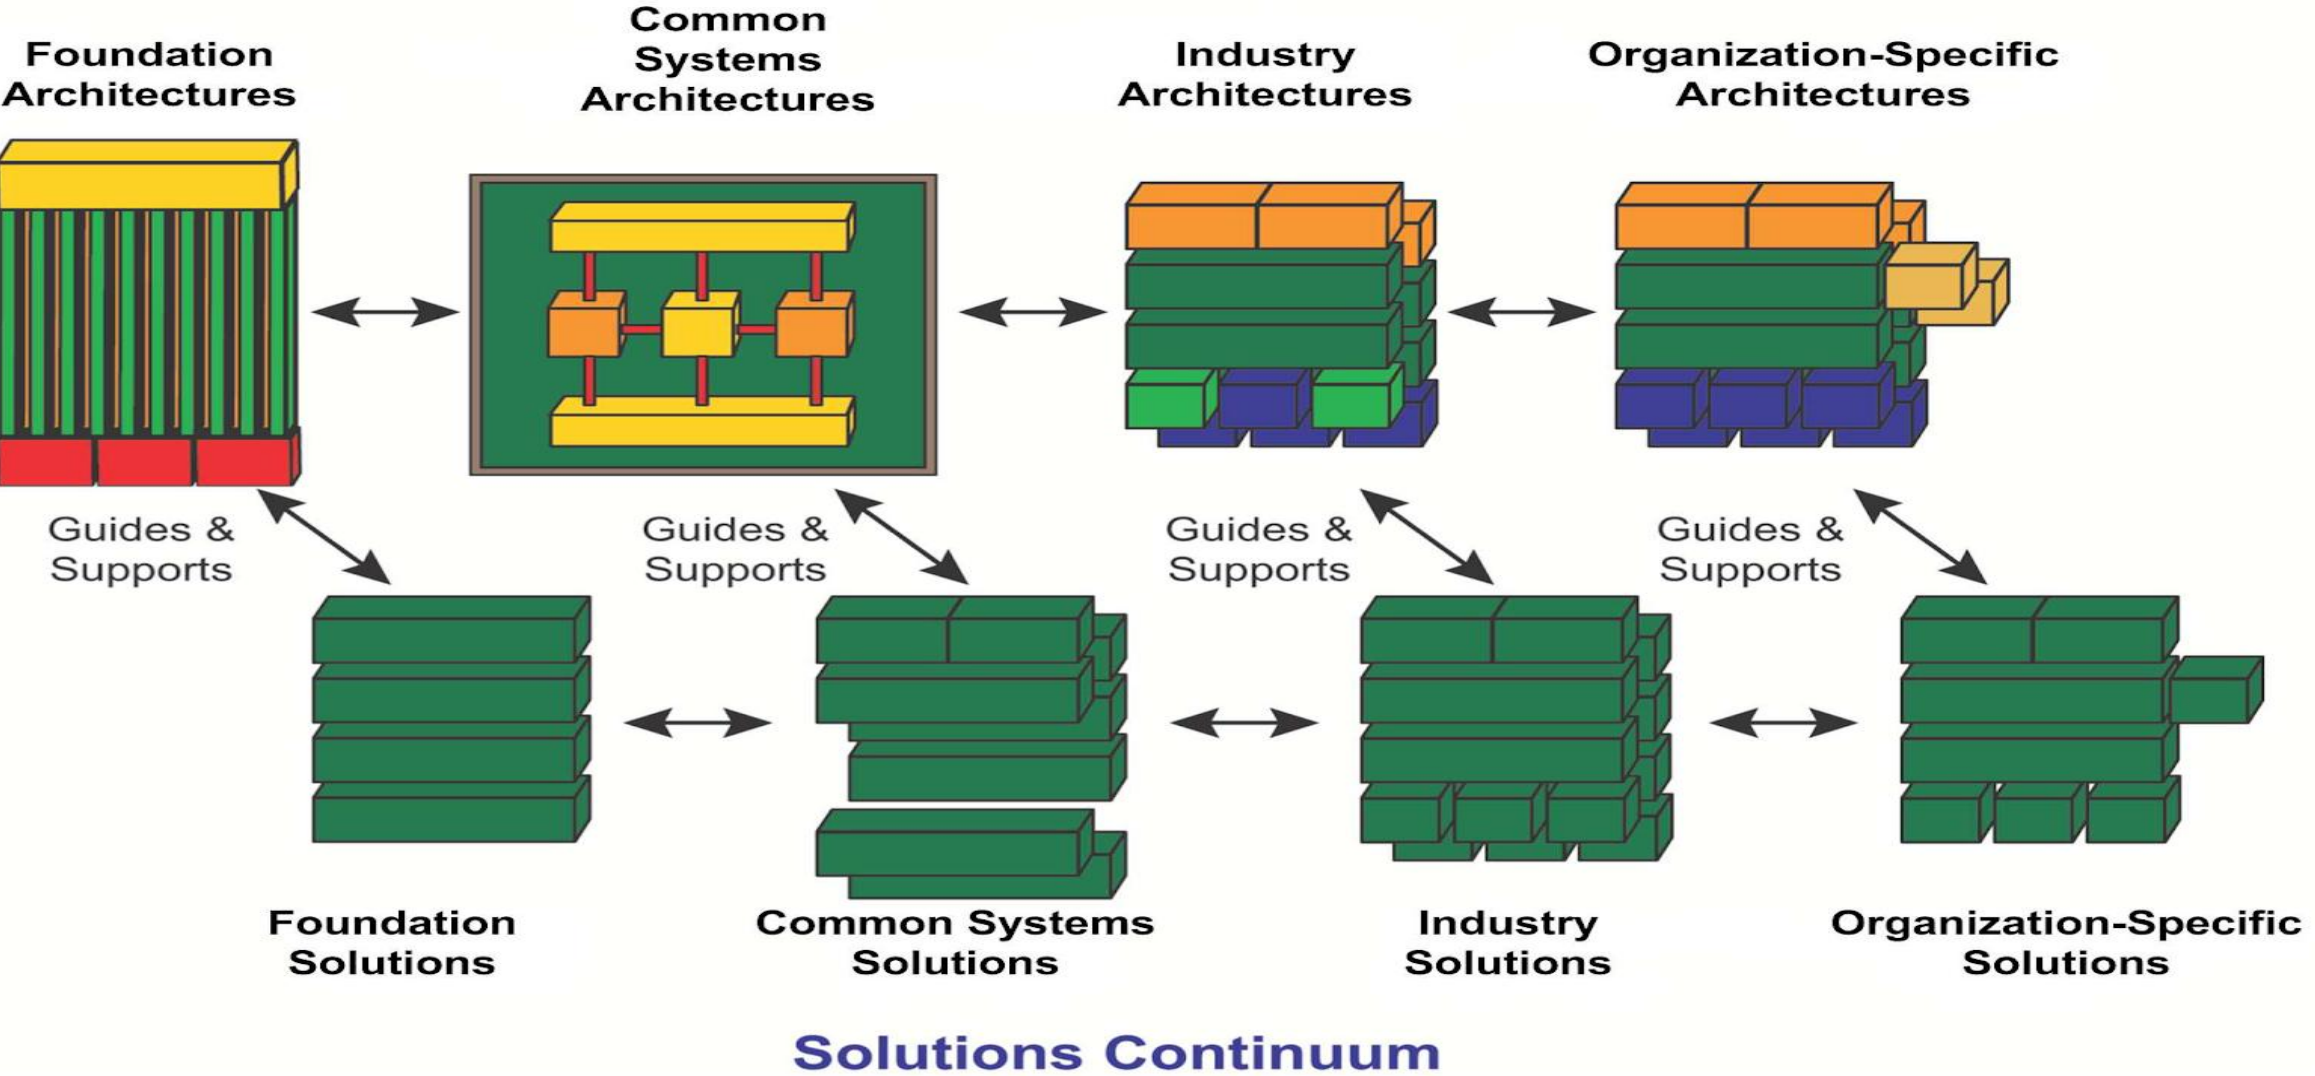 Foundation
Architectures
Common
Systems
Architectures
Industry
Architectures
Organization-Specific
Architectures
Guides &
Supports
Guides &
Supports
Guides &
Supports
Guides &
Supports
Foundation
Solutions
Common Systems
Solutions
Industry
Solutions
Organization-Specific
Solutions
Solutions Continuum